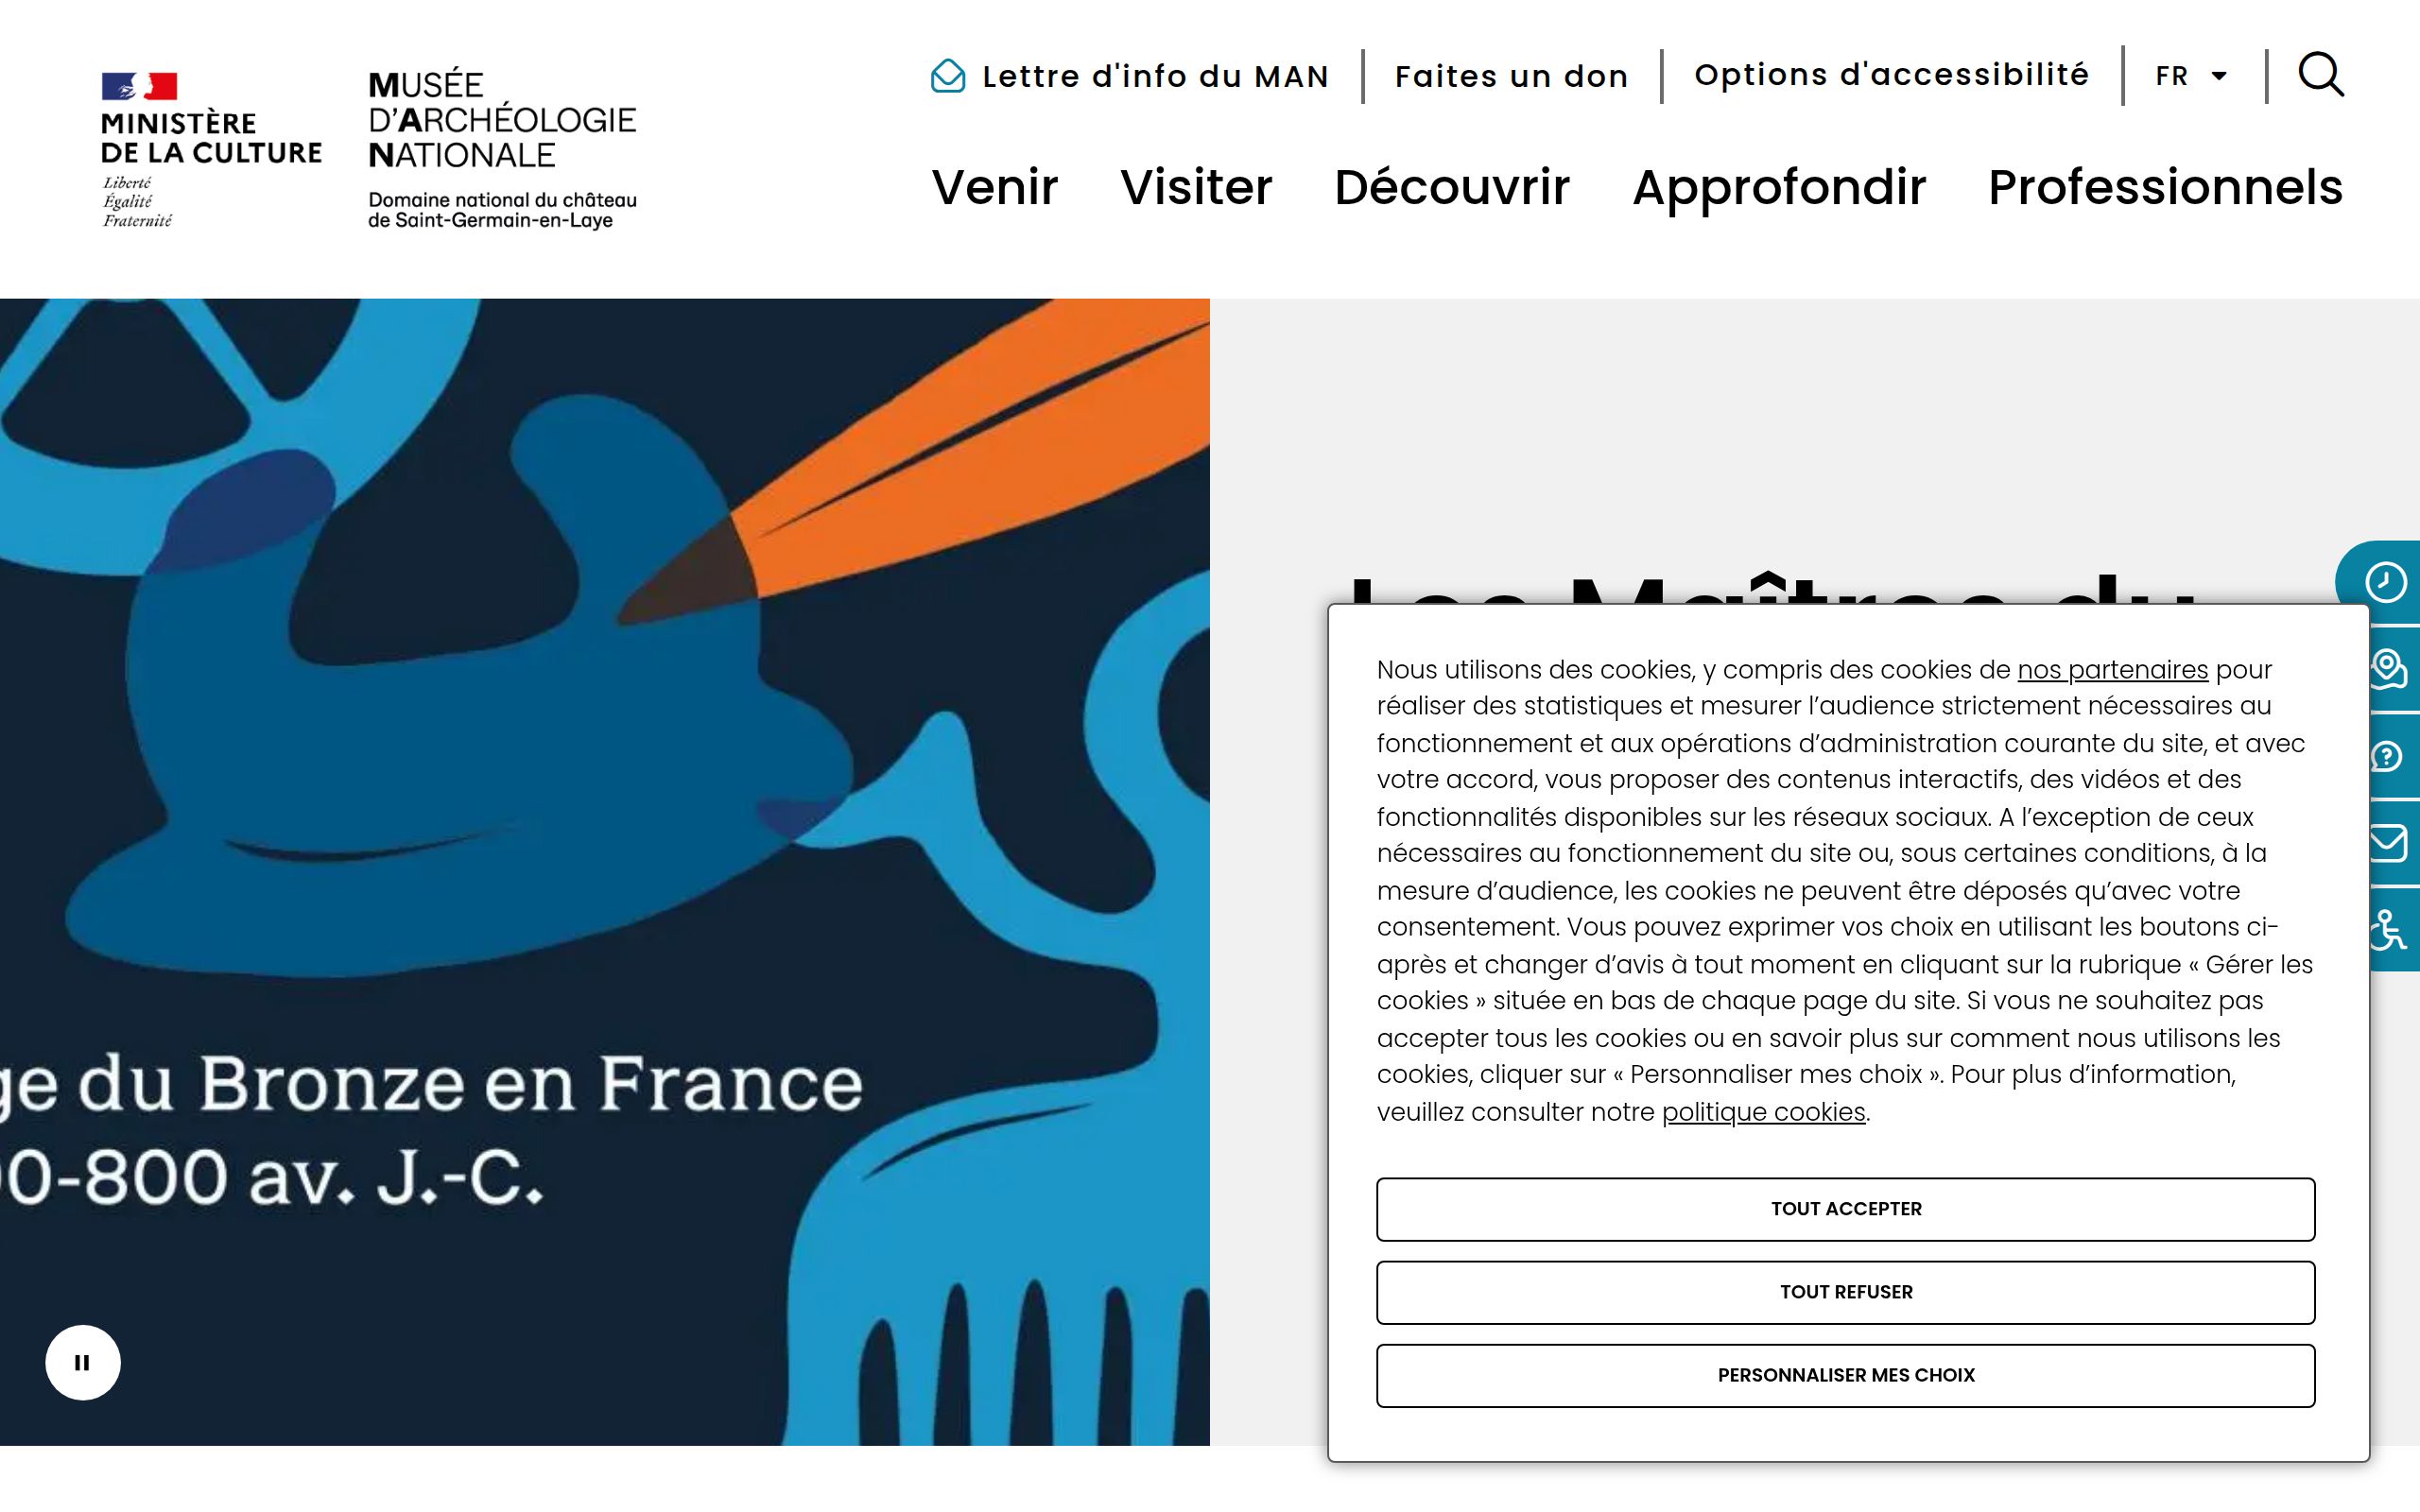 MINISTÈRE
DE LA CULTURE
Liberté
Égalité
Fraternité
MUSÉE
D'ARCHÉOLOGIE
NATIONALE
Domaine national du château
de Saint-Germain-en-Laye
Lettre d'info du MAN
Faites un don
Options d'accessibilité
FR
Venir
Visiter
Découvrir
Approfondir
Professionnels
Les Maîtres du
ge du Bronze en France
00-800 av. J.-C.
Nous utilisons des cookies, y compris des cookies de nos partenaires pour
réaliser des statistiques et mesurer l’audience strictement nécessaires au
fonctionnement et aux opérations d’administration courante du site, et avec
votre accord, vous proposer des contenus interactifs, des vidéos et des
fonctionnalités disponibles sur les réseaux sociaux. A l’exception de ceux
nécessaires au fonctionnement du site ou, sous certaines conditions, à la
mesure d’audience, les cookies ne peuvent être déposés qu’avec votre
consentement. Vous pouvez exprimer vos choix en utilisant les boutons ci-
après et changer d’avis à tout moment en cliquant sur la rubrique « Gérer les
cookies » située en bas de chaque page du site. Si vous ne souhaitez pas
accepter tous les cookies ou en savoir plus sur comment nous utilisons les
cookies, cliquer sur « Personnaliser mes choix ». Pour plus d’information,
veuillez consulter notre politique cookies.
TOUT ACCEPTER
TOUT REFUSER
PERSONNALISER MES CHOIX